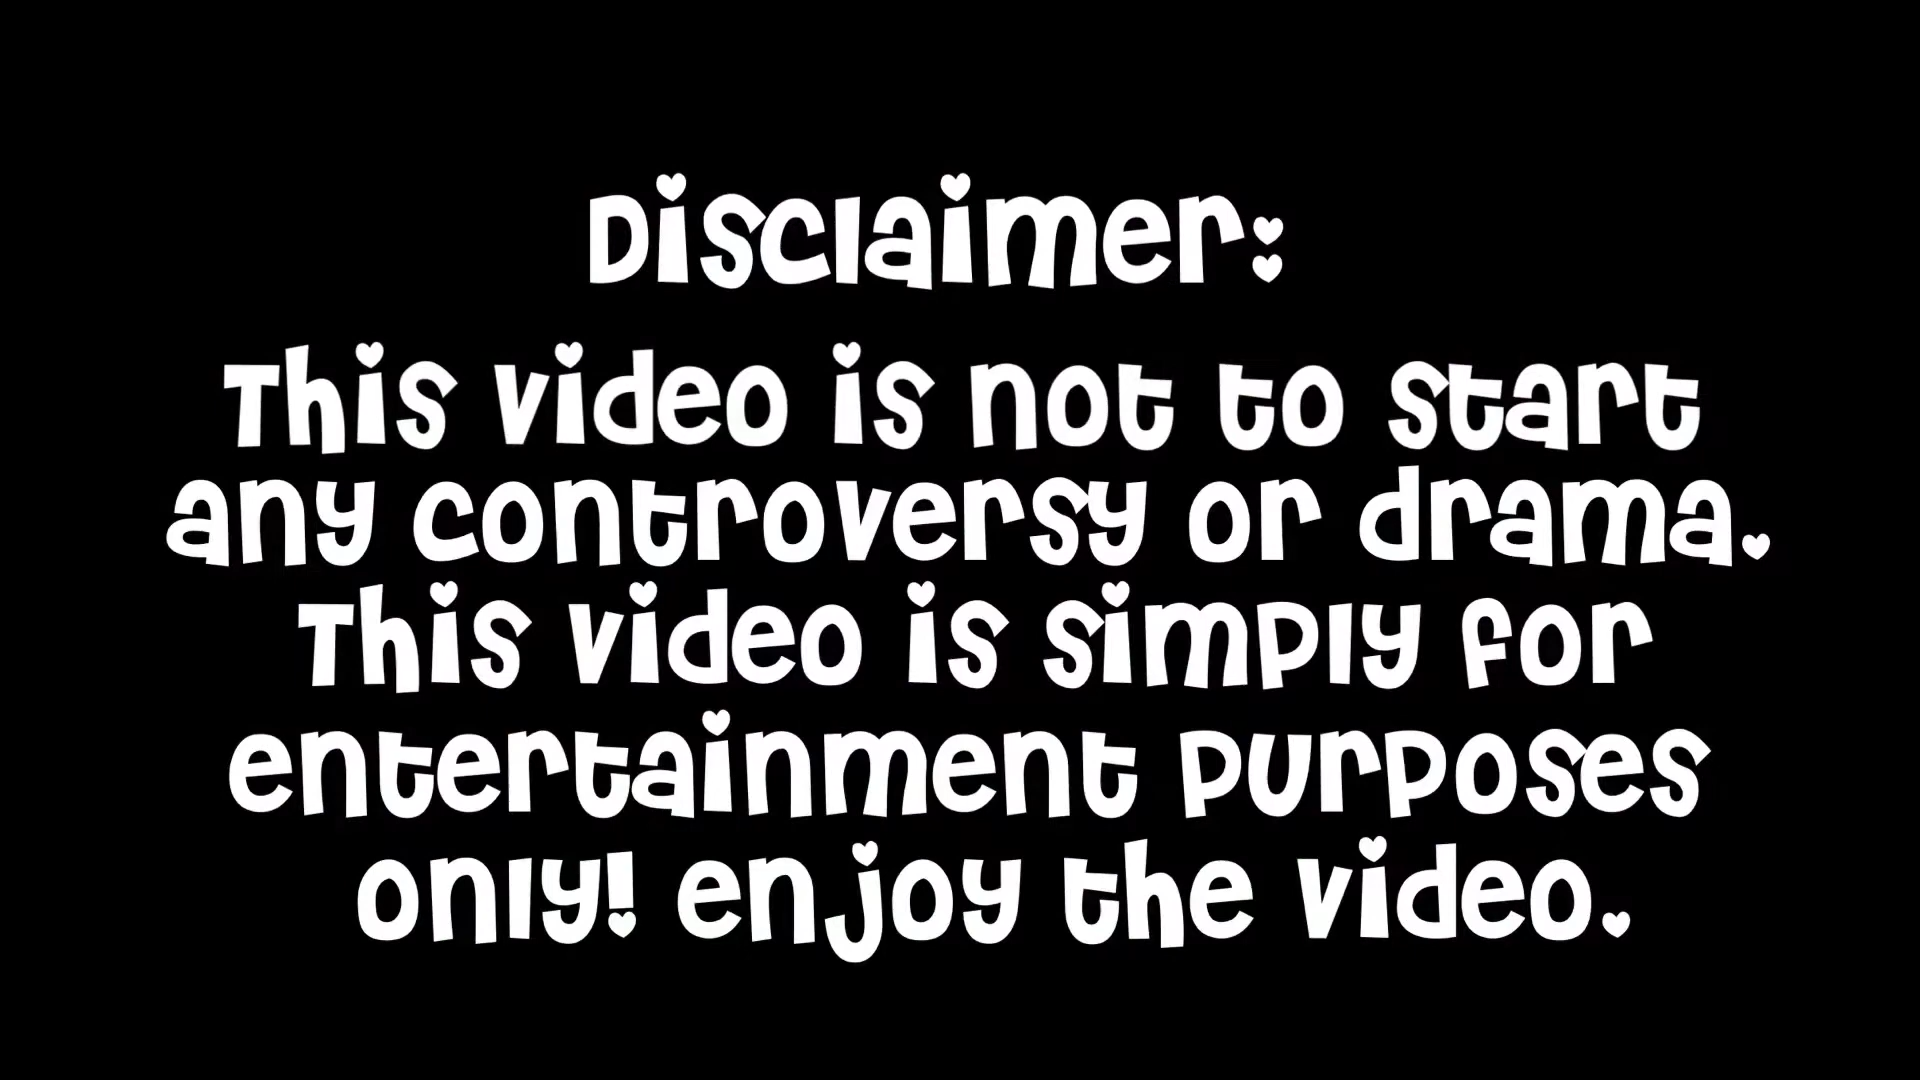 Disclaimer:
This video is not to start
any controversy or drama.
This video is simply for
entertainment purposes
only! enjoy the video.